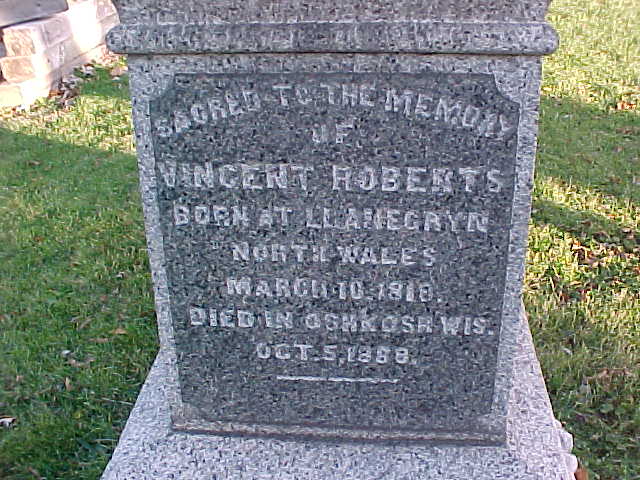 SACRED TO THE MEMORY
OF
VINCENT ROBERTS
BORN AT LLANEGRYN
NORTH WALES
MARCH 10, 1818.
DIED IN OSHKOSH WIS.
OCT. 5, 1888.